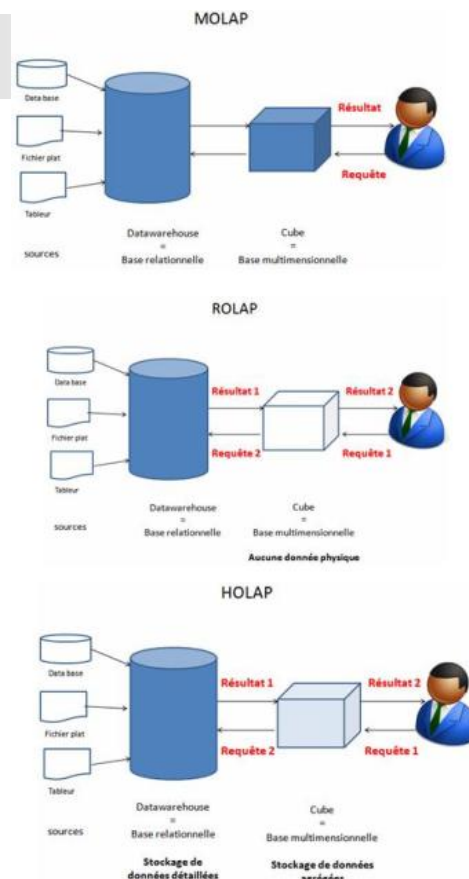 MOLAP
Data base
Résultat
Fichier plat
Requête
Tableur
sources
Datawarehouse
=
Base relationnelle
Cube
=
Base multimensionnelle
ROLAP
Data base
Résultat 1
Résultat 2
Fichier plat
Requête 2
Requête 1
Tableur
sources
Datawarehouse
=
Base relationnelle
Cube
=
Base multimensionnelle
Aucune donnée physique
HOLAP
Data base
Résultat 1
Résultat 2
Fichier plat
Requête 2
Requête 1
Tableur
sources
Datawarehouse
=
Base relationnelle
Stockage de
données détaillées
Cube
=
Base multimensionnelle
Stockage de données
agrégées